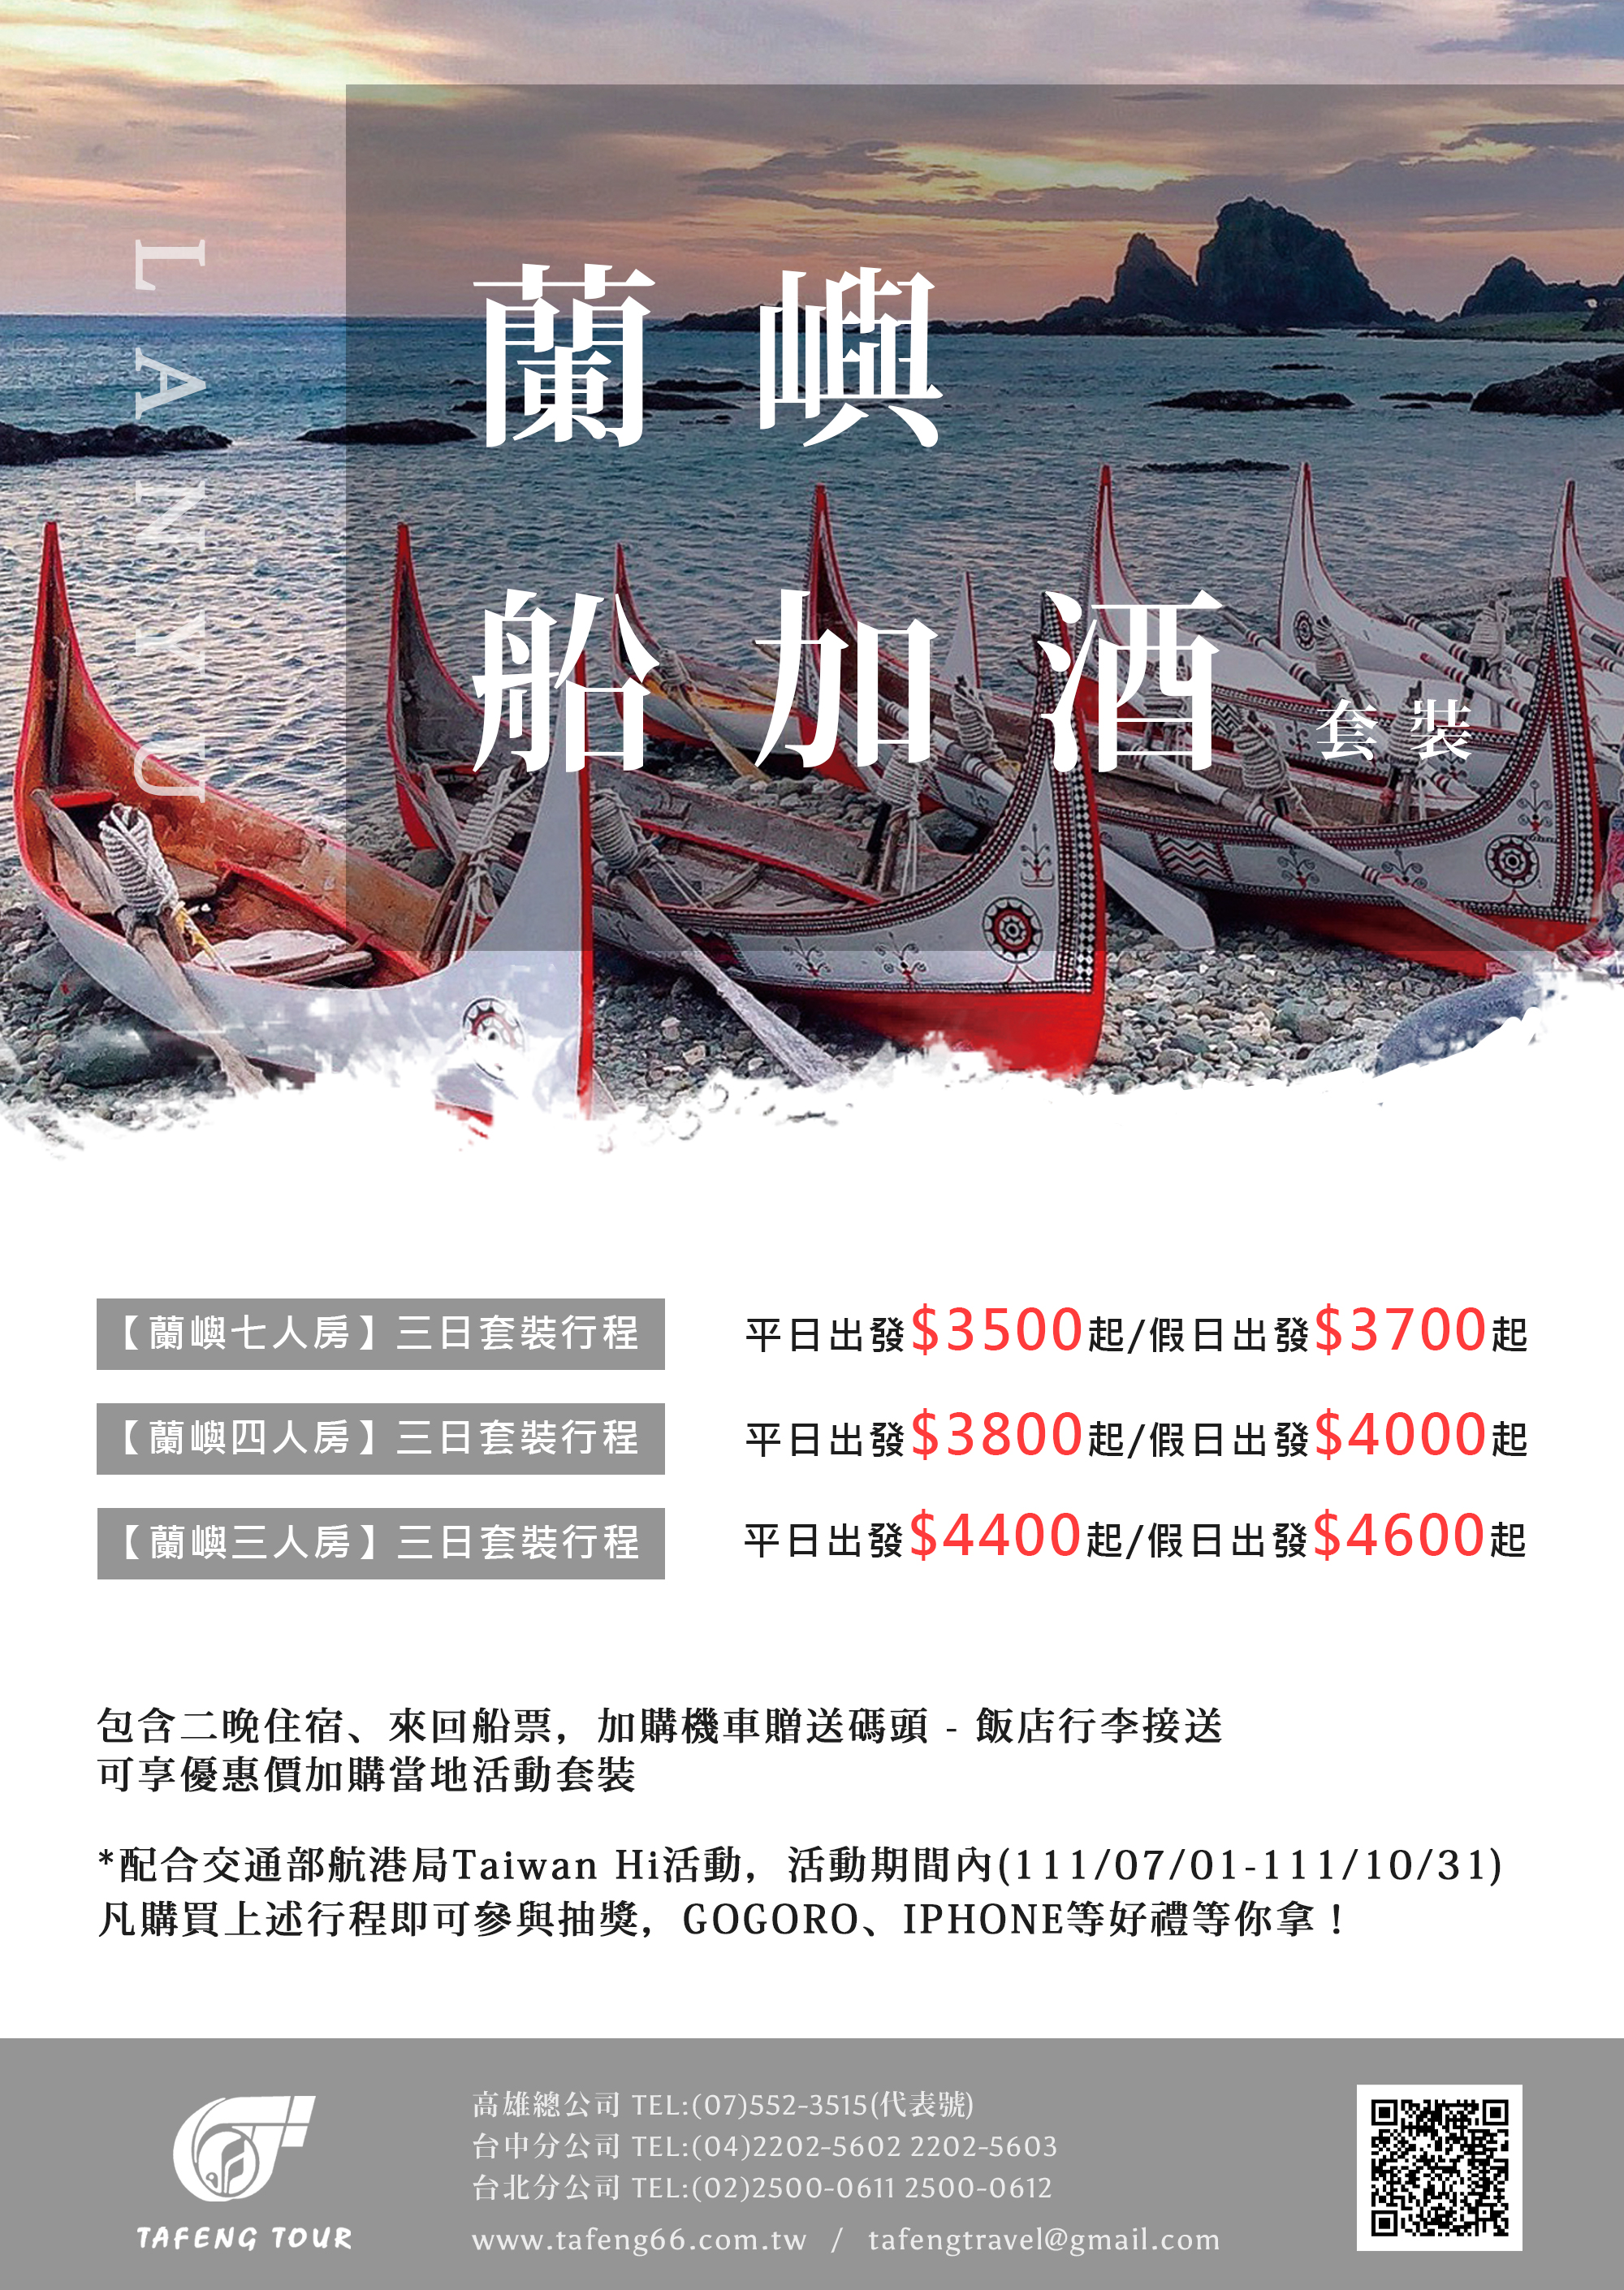 LANYU
蘭嶼
船加酒 套裝
【蘭嶼七人房】三日套裝行程 平日出發$3500起/假日出發$3700起
【蘭嶼四人房】三日套裝行程 平日出發$3800起/假日出發$4000起
【蘭嶼三人房】三日套裝行程 平日出發$4400起/假日出發$4600起
包含二晚住宿、來回船票，加購機車贈送碼頭 - 飯店行李接送
可享優惠價加購當地活動套裝
*配合交通部航港局Taiwan Hi活動，活動期間內(111/07/01-111/10/31)
凡購買上述行程即可參與抽獎，GOGORO、IPHONE等好禮等你拿！
TAFENG TOUR
高雄總公司 TEL:(07)552-3515(代表號)
台中分公司 TEL:(04)2202-5602 2202-5603
台北分公司 TEL:(02)2500-0611 2500-0612
www.tafeng66.com.tw / tafengtravel@gmail.com